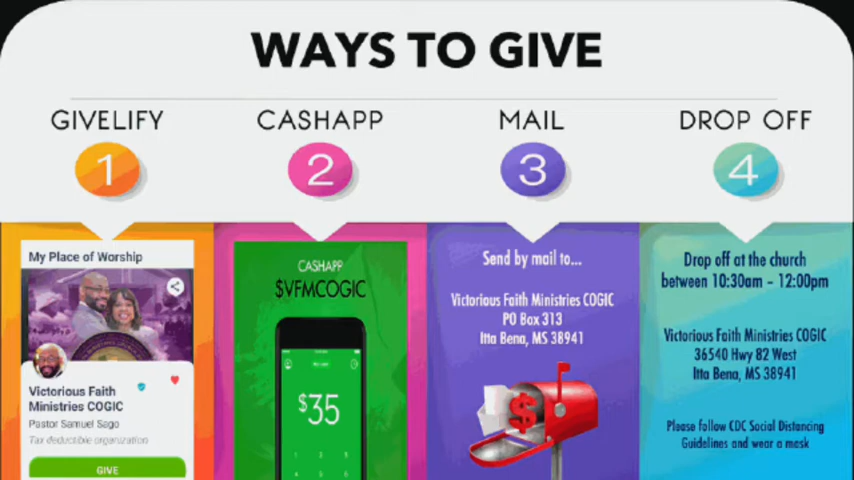 WAYS TO GIVE
GIVELIFY
1
My Place of Worship
Victorious Faith
Ministries COGIC
Pastor Samuel Sago
Tax deductible organization
GIVE
CASHAPP
2
CASHAPP
$VFMCOGIC
$35
1 2 3
MAIL
3
Send by mail to...
Victorious Faith Ministries COGIC
PO Box 313
Itta Bena, MS 38941
$
DROP OFF
4
Drop off at the church
between 10:30am – 12:00pm
Victorious Faith Ministries COGIC
36540 Hwy 82 West
Itta Bena, MS 38941
Please follow CDC Social Distancing
Guidelines and wear a mask